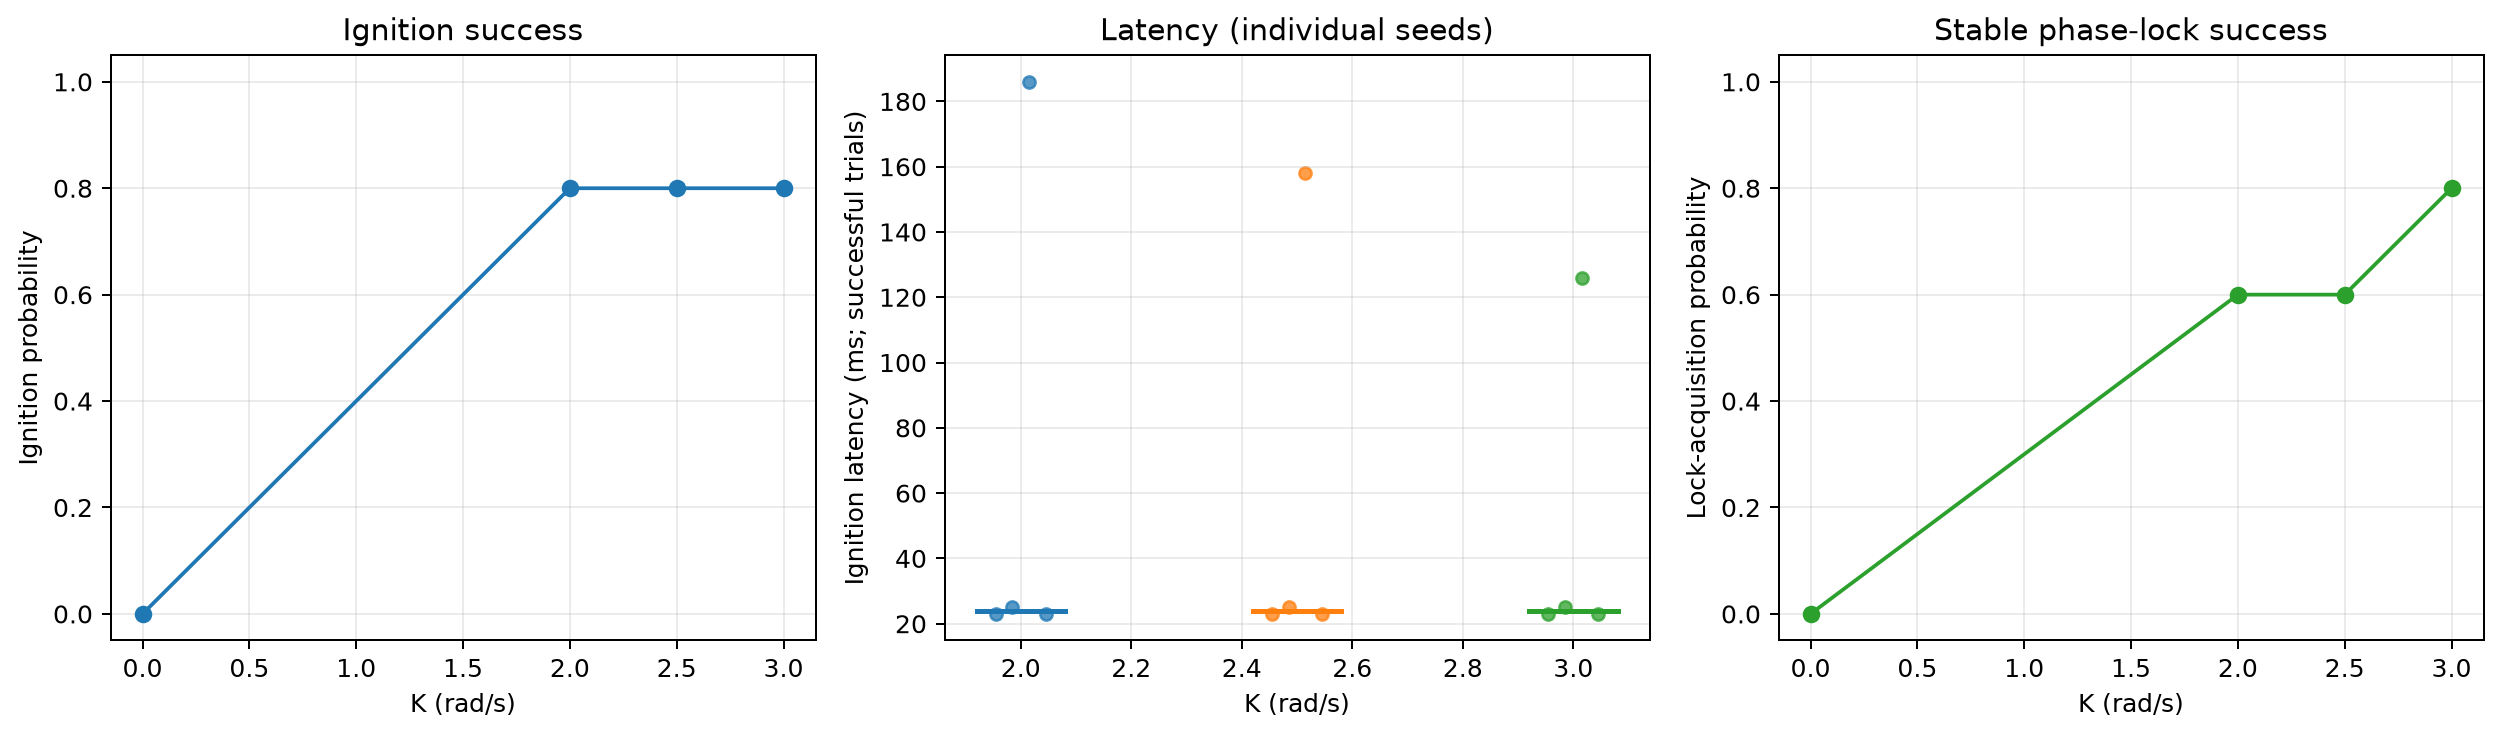 Ignition success
Ignition probability
1.0
0.8
0.6
0.4
0.2
0.0
0.0 0.5 1.0 1.5 2.0 2.5 3.0
K (rad/s)
Latency (individual seeds)
Ignition latency (ms; successful trials)
180
160
140
120
100
80
60
40
20
2.0 2.2 2.4 2.6 2.8 3.0
K (rad/s)
Stable phase-lock success
Lock-acquisition probability
1.0
0.8
0.6
0.4
0.2
0.0
0.0 0.5 1.0 1.5 2.0 2.5 3.0
K (rad/s)